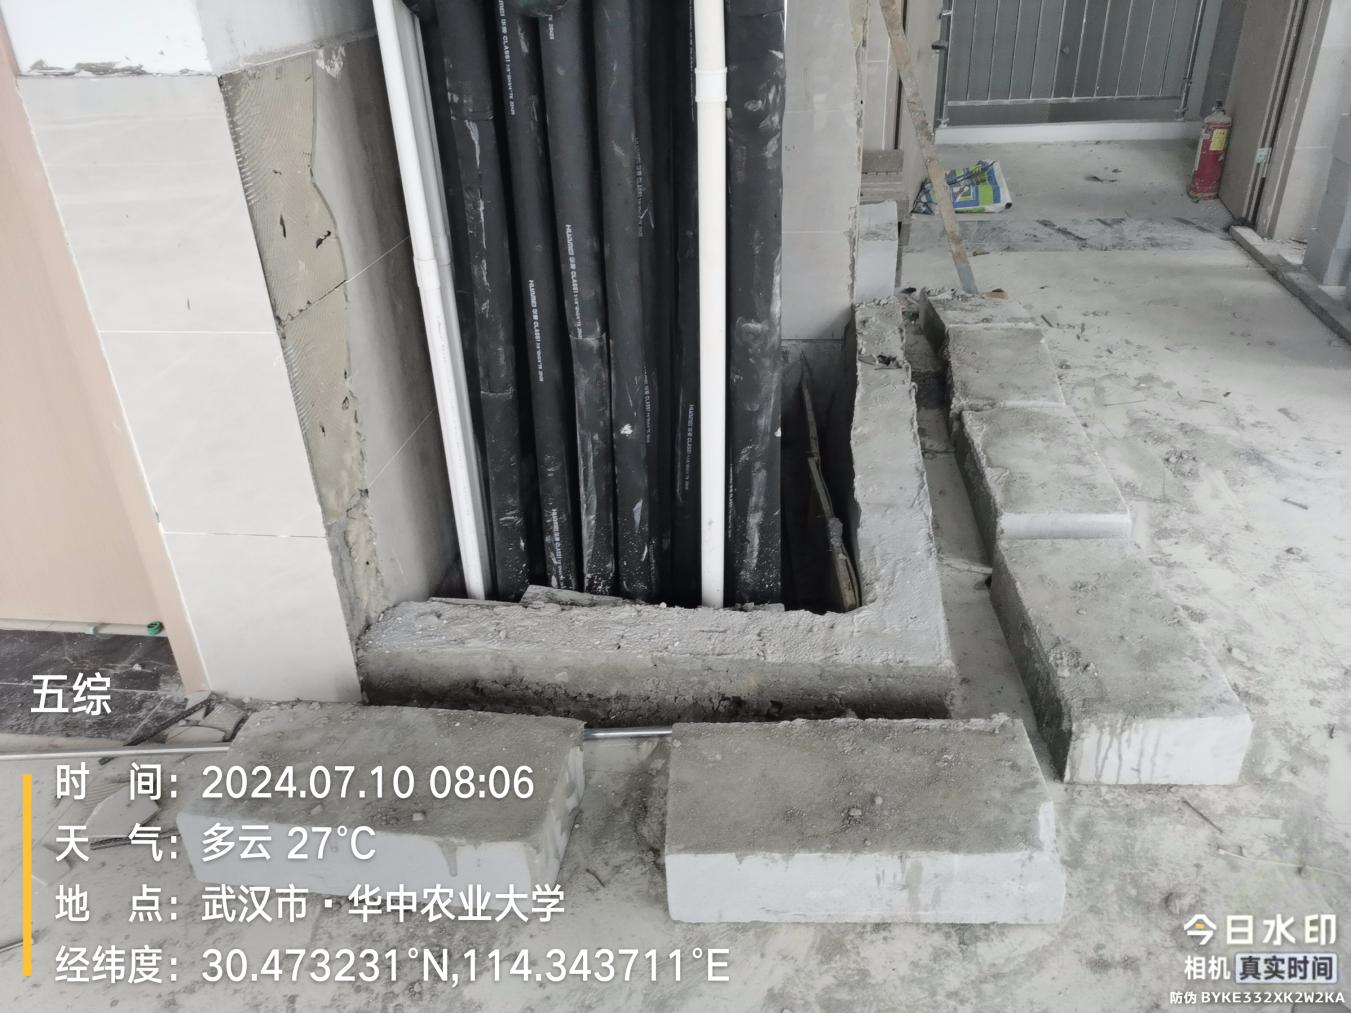 五综
时 间：2024.07.10 08:06
天 气：多云 27°C
地 点：武汉市·华中农业大学
经纬度：30.473231°N,114.343711°E
今日水印
相机 真实时间
防伪 BYKE332XK2W2KA